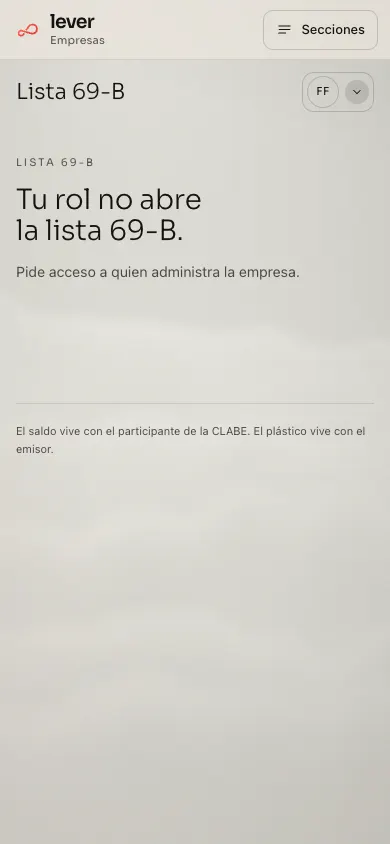 lever
Empresas
Secciones
Lista 69-B
FF
LISTA 69-B
Tu rol no abre
la lista 69-B.
Pide acceso a quien administra la empresa.
El saldo vive con el participante de la CLABE. El plástico vive con el
emisor.